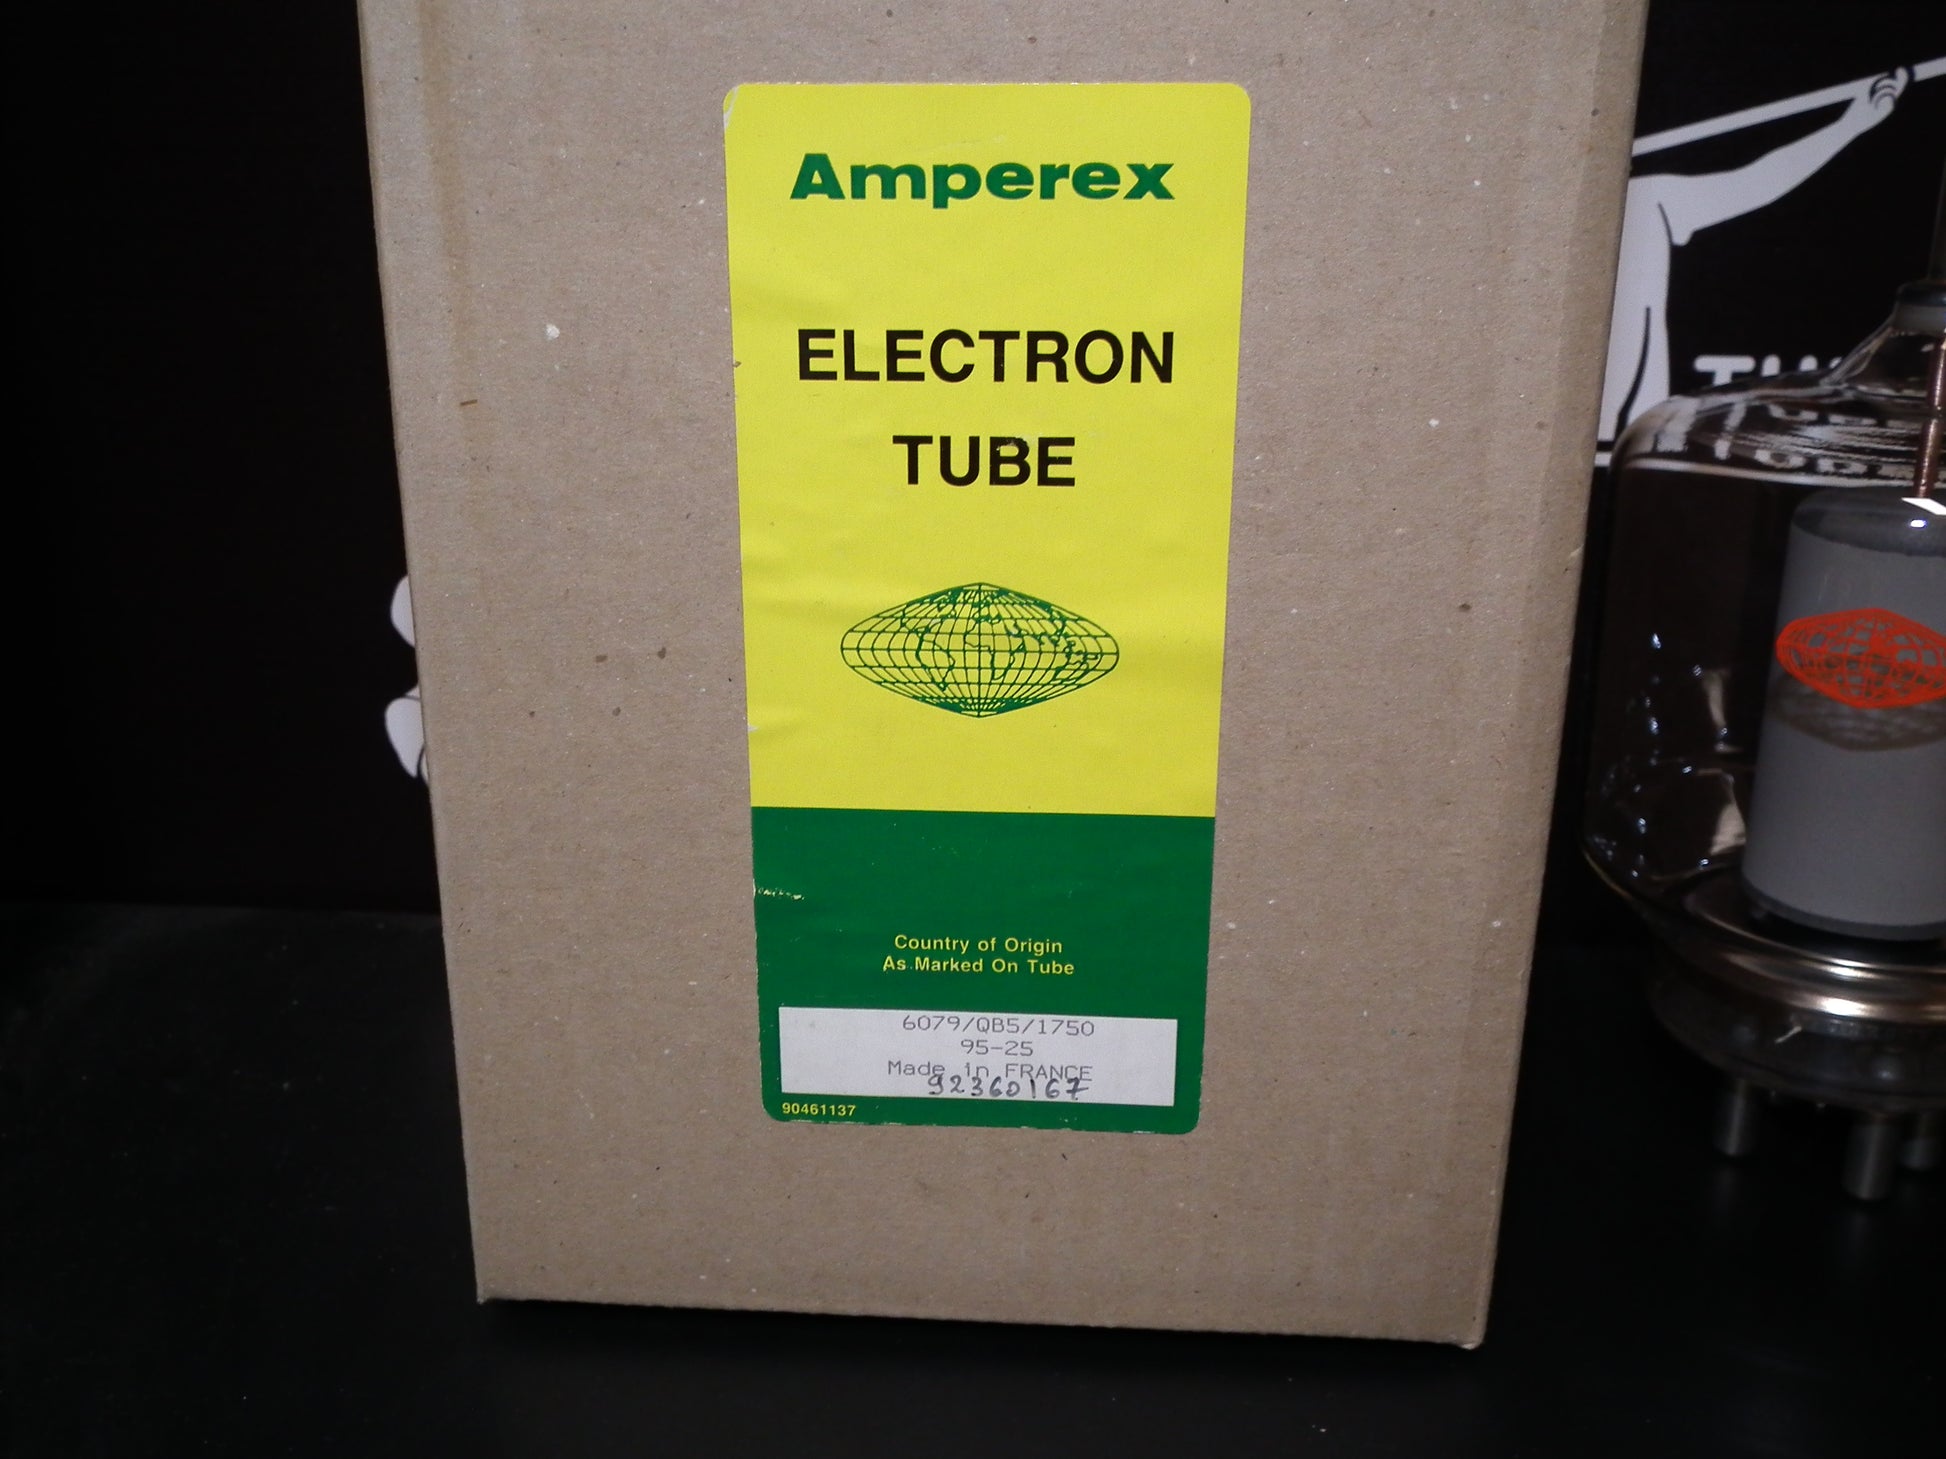 Amperex
ELECTRON
TUBE
Country of Origin
As Marked On Tube
6079/QB5/1750
95-25
Made in FRANCE
92360167
90461137